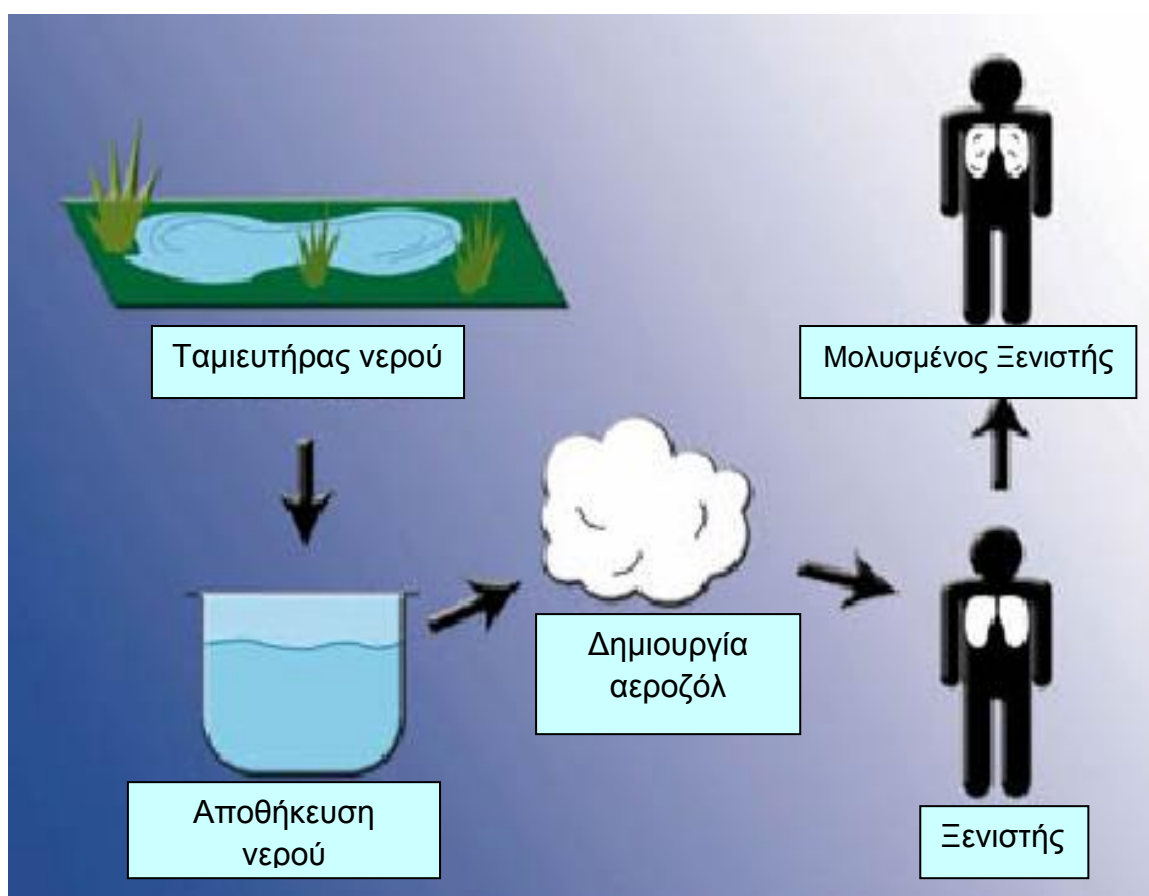 Ταμιευτήρας νερού
Μολυσμένος Ξενιστής
Δημιουργία
αεροζόλ
Αποθήκευση
νερού
Ξενιστής